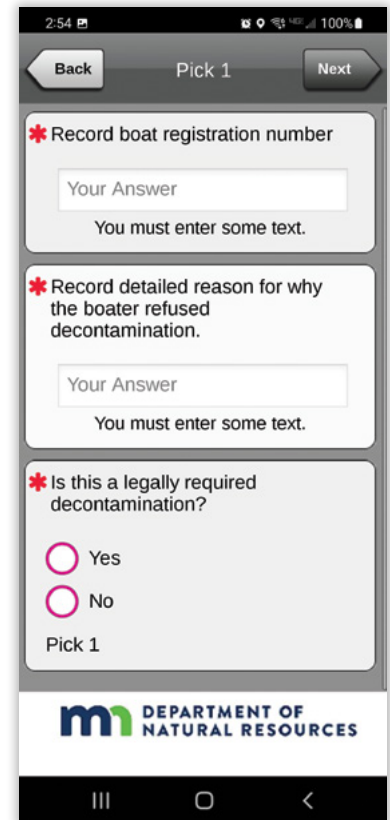 2:54 100%
Back Pick 1 Next
* Record boat registration number
Your Answer
You must enter some text.
* Record detailed reason for why
the boater refused
decontamination.
Your Answer
You must enter some text.
* Is this a legally required
decontamination?
Yes
No
Pick 1
mn DEPARTMENT OF
NATURAL RESOURCES